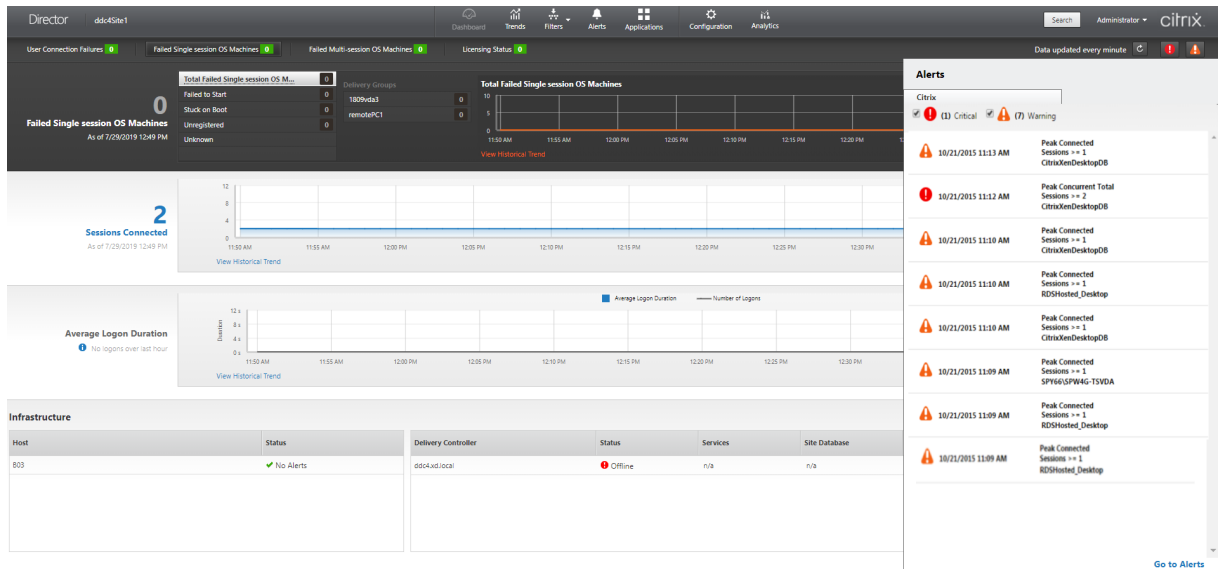 Director ddc4Site1
Dashboard Trends Filters Alerts Applications Configuration Analytics
Search Administrator citrix
User Connection Failures 0 Failed Single session OS Machines 0 Failed Multi-session OS Machines 0 Licensing Status 0
Data updated every minute
0
Failed Single session OS Machines
As of 7/29/2019 12:49 PM
Total Failed Single session OS M... 0
Failed to Start 0
Stuck on Boot 0
Unregistered 0
Unknown
Delivery Groups
1809vda3 0
remotePC1 0
Total Failed Single session OS Machines
10
5
0
11:50 AM 11:55 AM 12:00 PM 12:05 PM 12:10 PM 12:15 PM 12:20 PM
View Historical Trend
2
Sessions Connected
As of 7/29/2019 12:49 PM
12
8
4
0
11:50 AM 11:55 AM 12:00 PM 12:05 PM 12:10 PM 12:15 PM 12:20 PM 12:25 PM 12:30 PM
View Historical Trend
Average Logon Duration
No logons over last hour
Average Logon Duration Number of Logons
Duration
12 s
8 s
4 s
0 s
11:50 AM 11:55 AM 12:00 PM 12:05 PM 12:10 PM 12:15 PM 12:20 PM 12:25 PM 12:30 PM
View Historical Trend
Infrastructure
Host Status
B03 No Alerts
Delivery Controller Status Services Site Database
ddc4.xd.local Offline n/a n/a
Alerts
Citrix
(1) Critical (7) Warning
10/21/2015 11:13 AM
Peak Connected
Sessions >= 1
CitrixXenDesktopDB
10/21/2015 11:12 AM
Peak Concurrent Total
Sessions >= 2
CitrixXenDesktopDB
10/21/2015 11:10 AM
Peak Connected
Sessions >= 1
CitrixXenDesktopDB
10/21/2015 11:10 AM
Peak Connected
Sessions >= 1
RDSHosted_Desktop
10/21/2015 11:10 AM
Peak Connected
Sessions >= 1
CitrixXenDesktopDB
10/21/2015 11:09 AM
Peak Connected
Sessions >= 1
SPY66\SPW4G-TSVDA
10/21/2015 11:09 AM
Peak Connected
Sessions >= 1
RDSHosted_Desktop
10/21/2015 11:09 AM
Peak Connected
Sessions >= 1
RDSHosted_Desktop
Go to Alerts